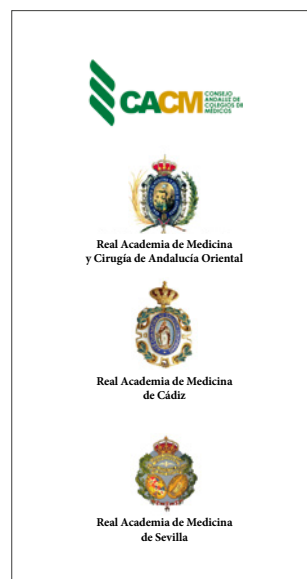 CACM
CONSEJO
ANDALUZ DE
COLEGIOS DE
MÉDICOS
Real Academia de Medicina
y Cirugía de Andalucía Oriental
Real Academia de Medicina
de Cádiz
Real Academia de Medicina
de Sevilla